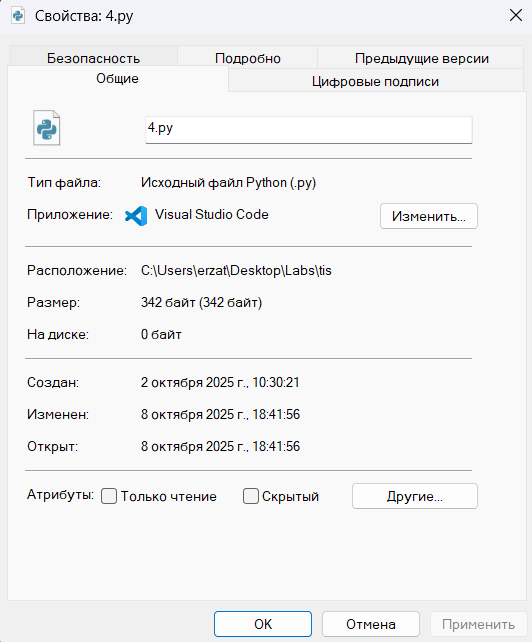 Свойства: 4.py
Безопасность Подробно Предыдущие версии
Общие Цифровые подписи
4.py
Тип файла: Исходный файл Python (.py)
Приложение: Visual Studio Code Изменить...
Расположение: C:\Users\erzat\Desktop\Labs\tis
Размер: 342 байт (342 байт)
На диске: 0 байт
Создан: 2 октября 2025 г., 10:30:21
Изменен: 8 октября 2025 г., 18:41:56
Открыт: 8 октября 2025 г., 18:41:56
Атрибуты: Только чтение Скрытый Другие...
OK Отмена Применить